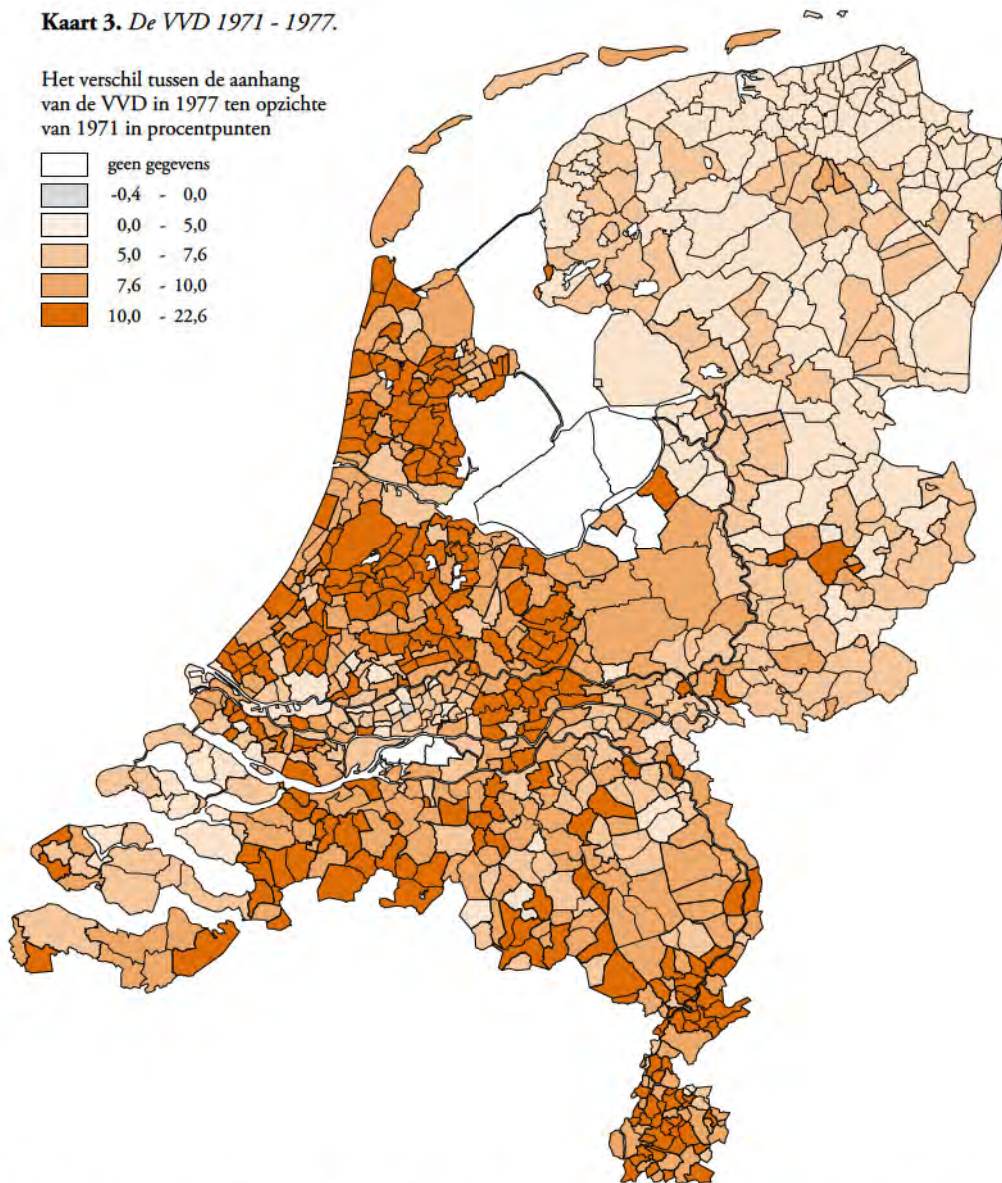 Kaart 3. De VVD 1971 - 1977.
Het verschil tussen de aanhang
van de VVD in 1977 ten opzichte
van 1971 in procentpunten
geen gegevens
-0,4 - 0,0
0,0 - 5,0
5,0 - 7,6
7,6 - 10,0
10,0 - 22,6